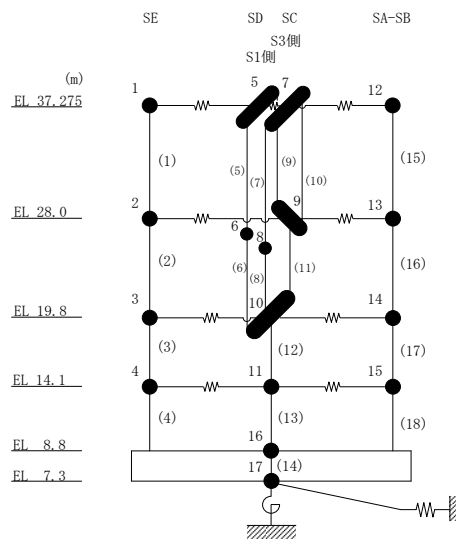 SE SD SC SA-SB
S3側
S1側
(m)
EL 37.275 1 5 7 12
(1) (5) (7) (9) (10) (15)
EL 28.0 2 9 13
6 8
(2) (6) (8) (11) (16)
EL 19.8 3 10 14
(3) (12) (17)
EL 14.1 4 11 15
(4) (13) (18)
EL 8.8 16
EL 7.3 17 (14)